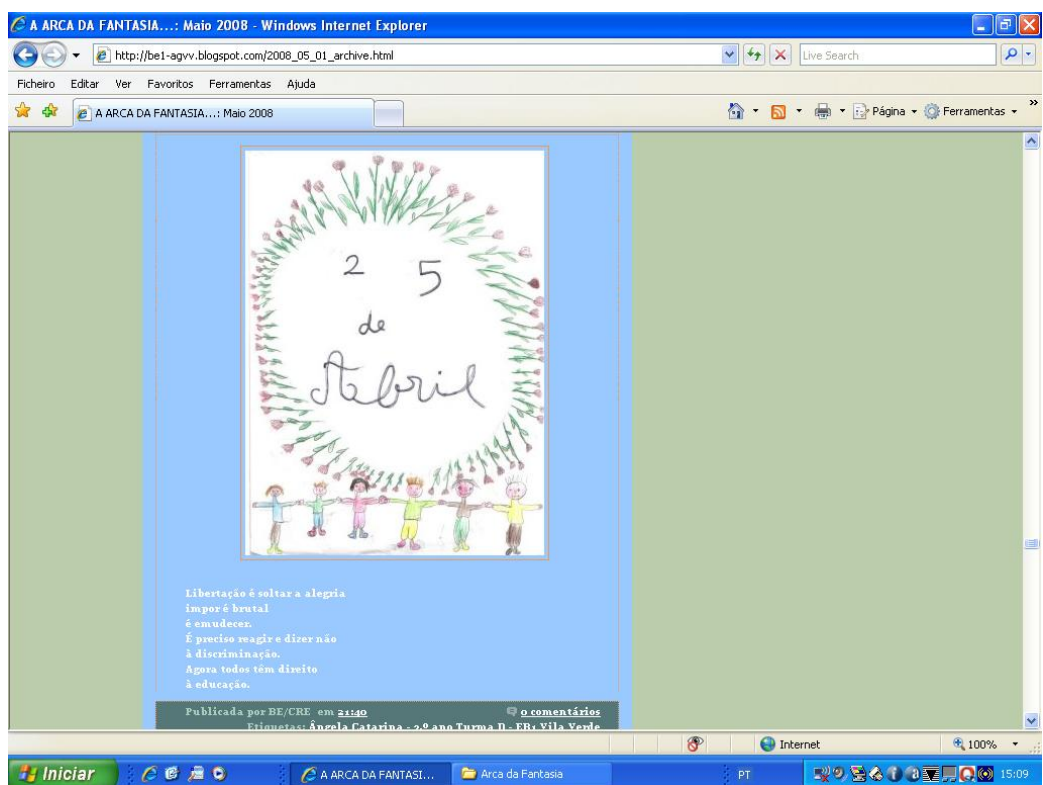 A ARCA DA FANTASIA...: Maio 2008 - Windows Internet Explorer
http://be1-agvv.blogspot.com/2008_05_01_archive.html
Live Search
Ficheiro Editar Ver Favoritos Ferramentas Ajuda
A ARCA DA FANTASIA...: Maio 2008
Página Ferramentas
2 5
de
Abril
Libertação é soltar a alegria
impor é brutal
é emudecer.
É preciso reagir e dizer não
à discriminação.
Agora todos têm direito
à educação.
Publicada por BE/CRE em 21:40 0 comentários
Etiquetas: Ângela Catarina - 2.º ano Turma D - EB1 Vila Verde
Internet 100%
Iniciar A ARCA DA FANTASI... Arca da Fantasia PT 15:09